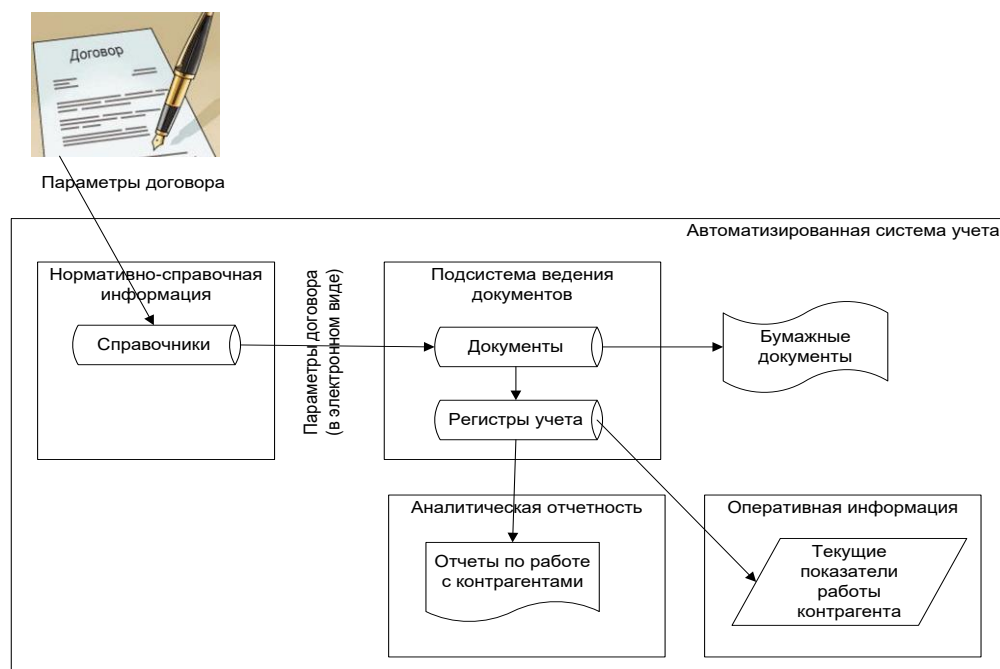 Договор
Параметры договора
Автоматизированная система учета
Нормативно-справочная
информация
Справочники
Параметры договора
(в электронном виде)
Подсистема ведения
документов
Документы
Регистры учета
Бумажные
документы
Аналитическая отчетность
Отчеты по работе
с контрагентами
Оперативная информация
Текущие
показатели
работы
контрагента